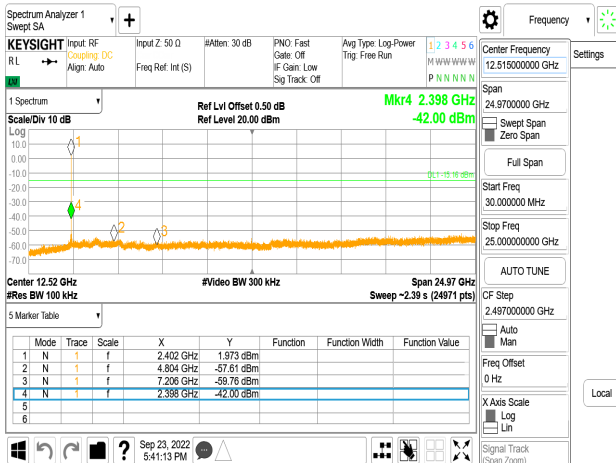 Spectrum Analyzer 1
Swept SA
Frequency
KEYSIGHT
RL
Input: RF
Coupling: DC
Align: Auto
Input Z: 50 Ω
Freq Ref: Int (S)
#Atten: 30 dB
PNO: Fast
Gate: Off
IF Gain: Low
Sig Track: Off
Avg Type: Log-Power
Trig: Free Run
1 2 3 4 5 6
M W W W W W
P N N N N N
1 Spectrum
Scale/Div 10 dB
Ref Lvl Offset 0.50 dB
Ref Level 20.00 dBm
Mkr4 2.398 GHz
-42.00 dBm
Log
10.0
0.00
-10.0
-20.0
-30.0
-40.0
-50.0
-60.0
-70.0
1
4
2
3
DL1 -15.16 dBm
Center 12.52 GHz
#Video BW 300 kHz
Span 24.97 GHz
#Res BW 100 kHz
Sweep ~2.39 s (24971 pts)
5 Marker Table
Mode Trace Scale X Y Function Function Width Function Value
1 N 1 f 2.402 GHz 1.973 dBm
2 N 1 f 4.804 GHz -57.61 dBm
3 N 1 f 7.206 GHz -59.76 dBm
4 N 1 f 2.398 GHz -42.00 dBm
5
6
Sep 23, 2022
5:41:13 PM
Center Frequency
12.515000000 GHz
Settings
Span
24.9700000 GHz
Swept Span
Zero Span
Full Span
Start Freq
30.000000 MHz
Stop Freq
25.000000000 GHz
AUTO TUNE
CF Step
2.497000000 GHz
Auto
Man
Freq Offset
0 Hz
X Axis Scale
Log
Lin
Local
Signal Track
(Span Zoom)